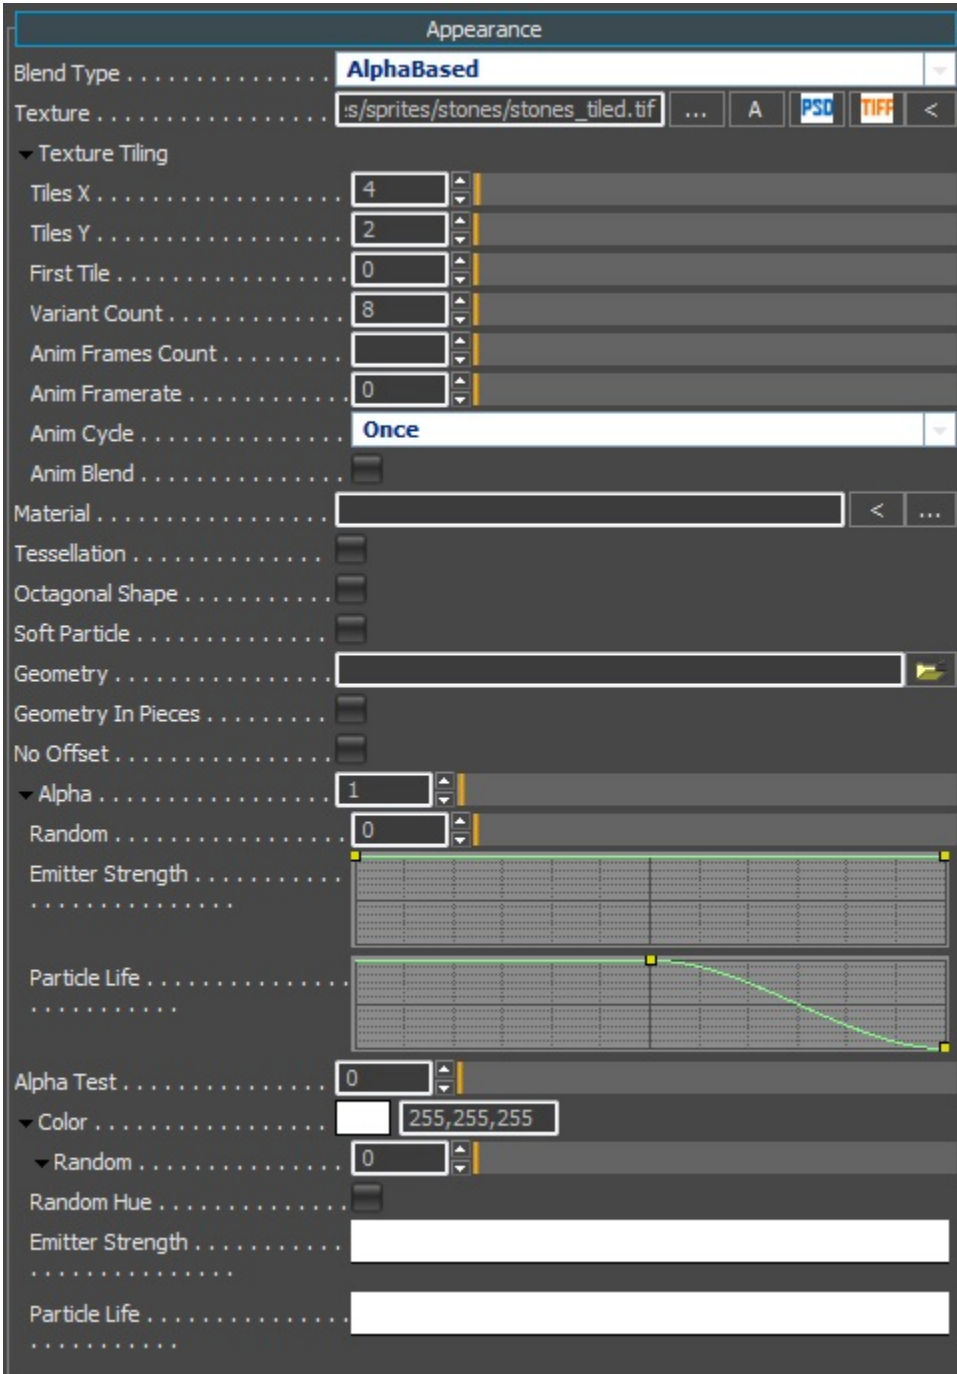 Appearance
Blend Type . . . . . . . . . . . . . . . AlphaBased
Texture . . . . . . . . . . . . . . . . . :s/sprites/stones/stones_tiled.tif ... A PSD TIFF <
Texture Tiling
Tiles X . . . . . . . . . . . . . . . . . . . . 4
Tiles Y . . . . . . . . . . . . . . . . . . . . 2
First Tile . . . . . . . . . . . . . . . . . . 0
Variant Count . . . . . . . . . . . . . 8
Anim Frames Count . . . . . . . . .
Anim Framerate . . . . . . . . . . . . 0
Anim Cycle . . . . . . . . . . . . . . . . Once
Anim Blend . . . . . . . . . . . . . . .
Material . . . . . . . . . . . . . . . . . . < ...
Tessellation . . . . . . . . . . . . . .
Octagonal Shape . . . . . . . . . . .
Soft Particle . . . . . . . . . . . . . .
Geometry . . . . . . . . . . . . . . . . .
Geometry In Pieces . . . . . . . . .
No Offset . . . . . . . . . . . . . . . .
Alpha . . . . . . . . . . . . . . . . . . 1
Random . . . . . . . . . . . . . . . . . 0
Emitter Strength . . . . . . . . . . .
. . . . . . . . . . . . . . .
Particle Life . . . . . . . . . . . . . . .
. . . . . . . . . . .
Alpha Test . . . . . . . . . . . . . . . 0
Color . . . . . . . . . . . . . . . . . . 255,255,255
Random . . . . . . . . . . . . . . . 0
Random Hue . . . . . . . . . . . . . .
Emitter Strength . . . . . . . . . . .
. . . . . . . . . . . . . . .
Particle Life . . . . . . . . . . . . . . .
. . . . . . . . . . .